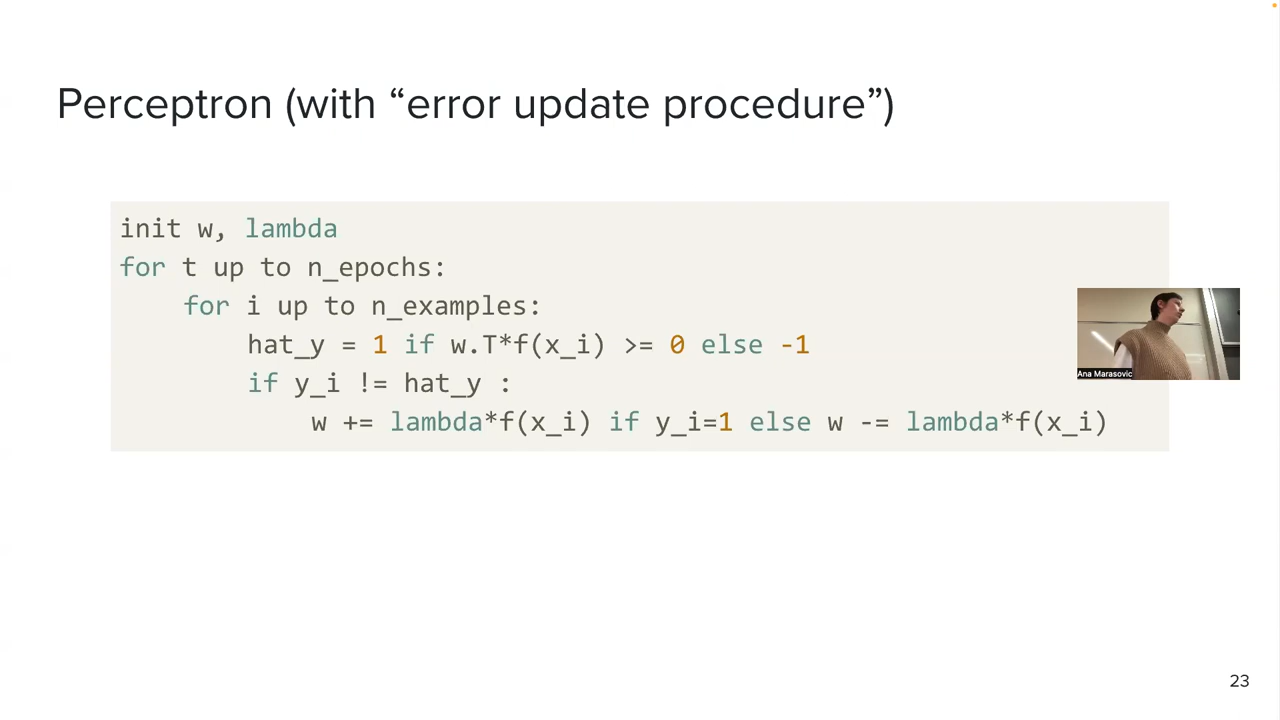 Perceptron (with “error update procedure”)
init w, lambda
for t up to n_epochs:
for i up to n_examples:
hat_y = 1 if w.T*f(x_i) >= 0 else -1
if y_i != hat_y :
w += lambda*f(x_i) if y_i=1 else w -= lambda*f(x_i)
Ana Marasovic
23